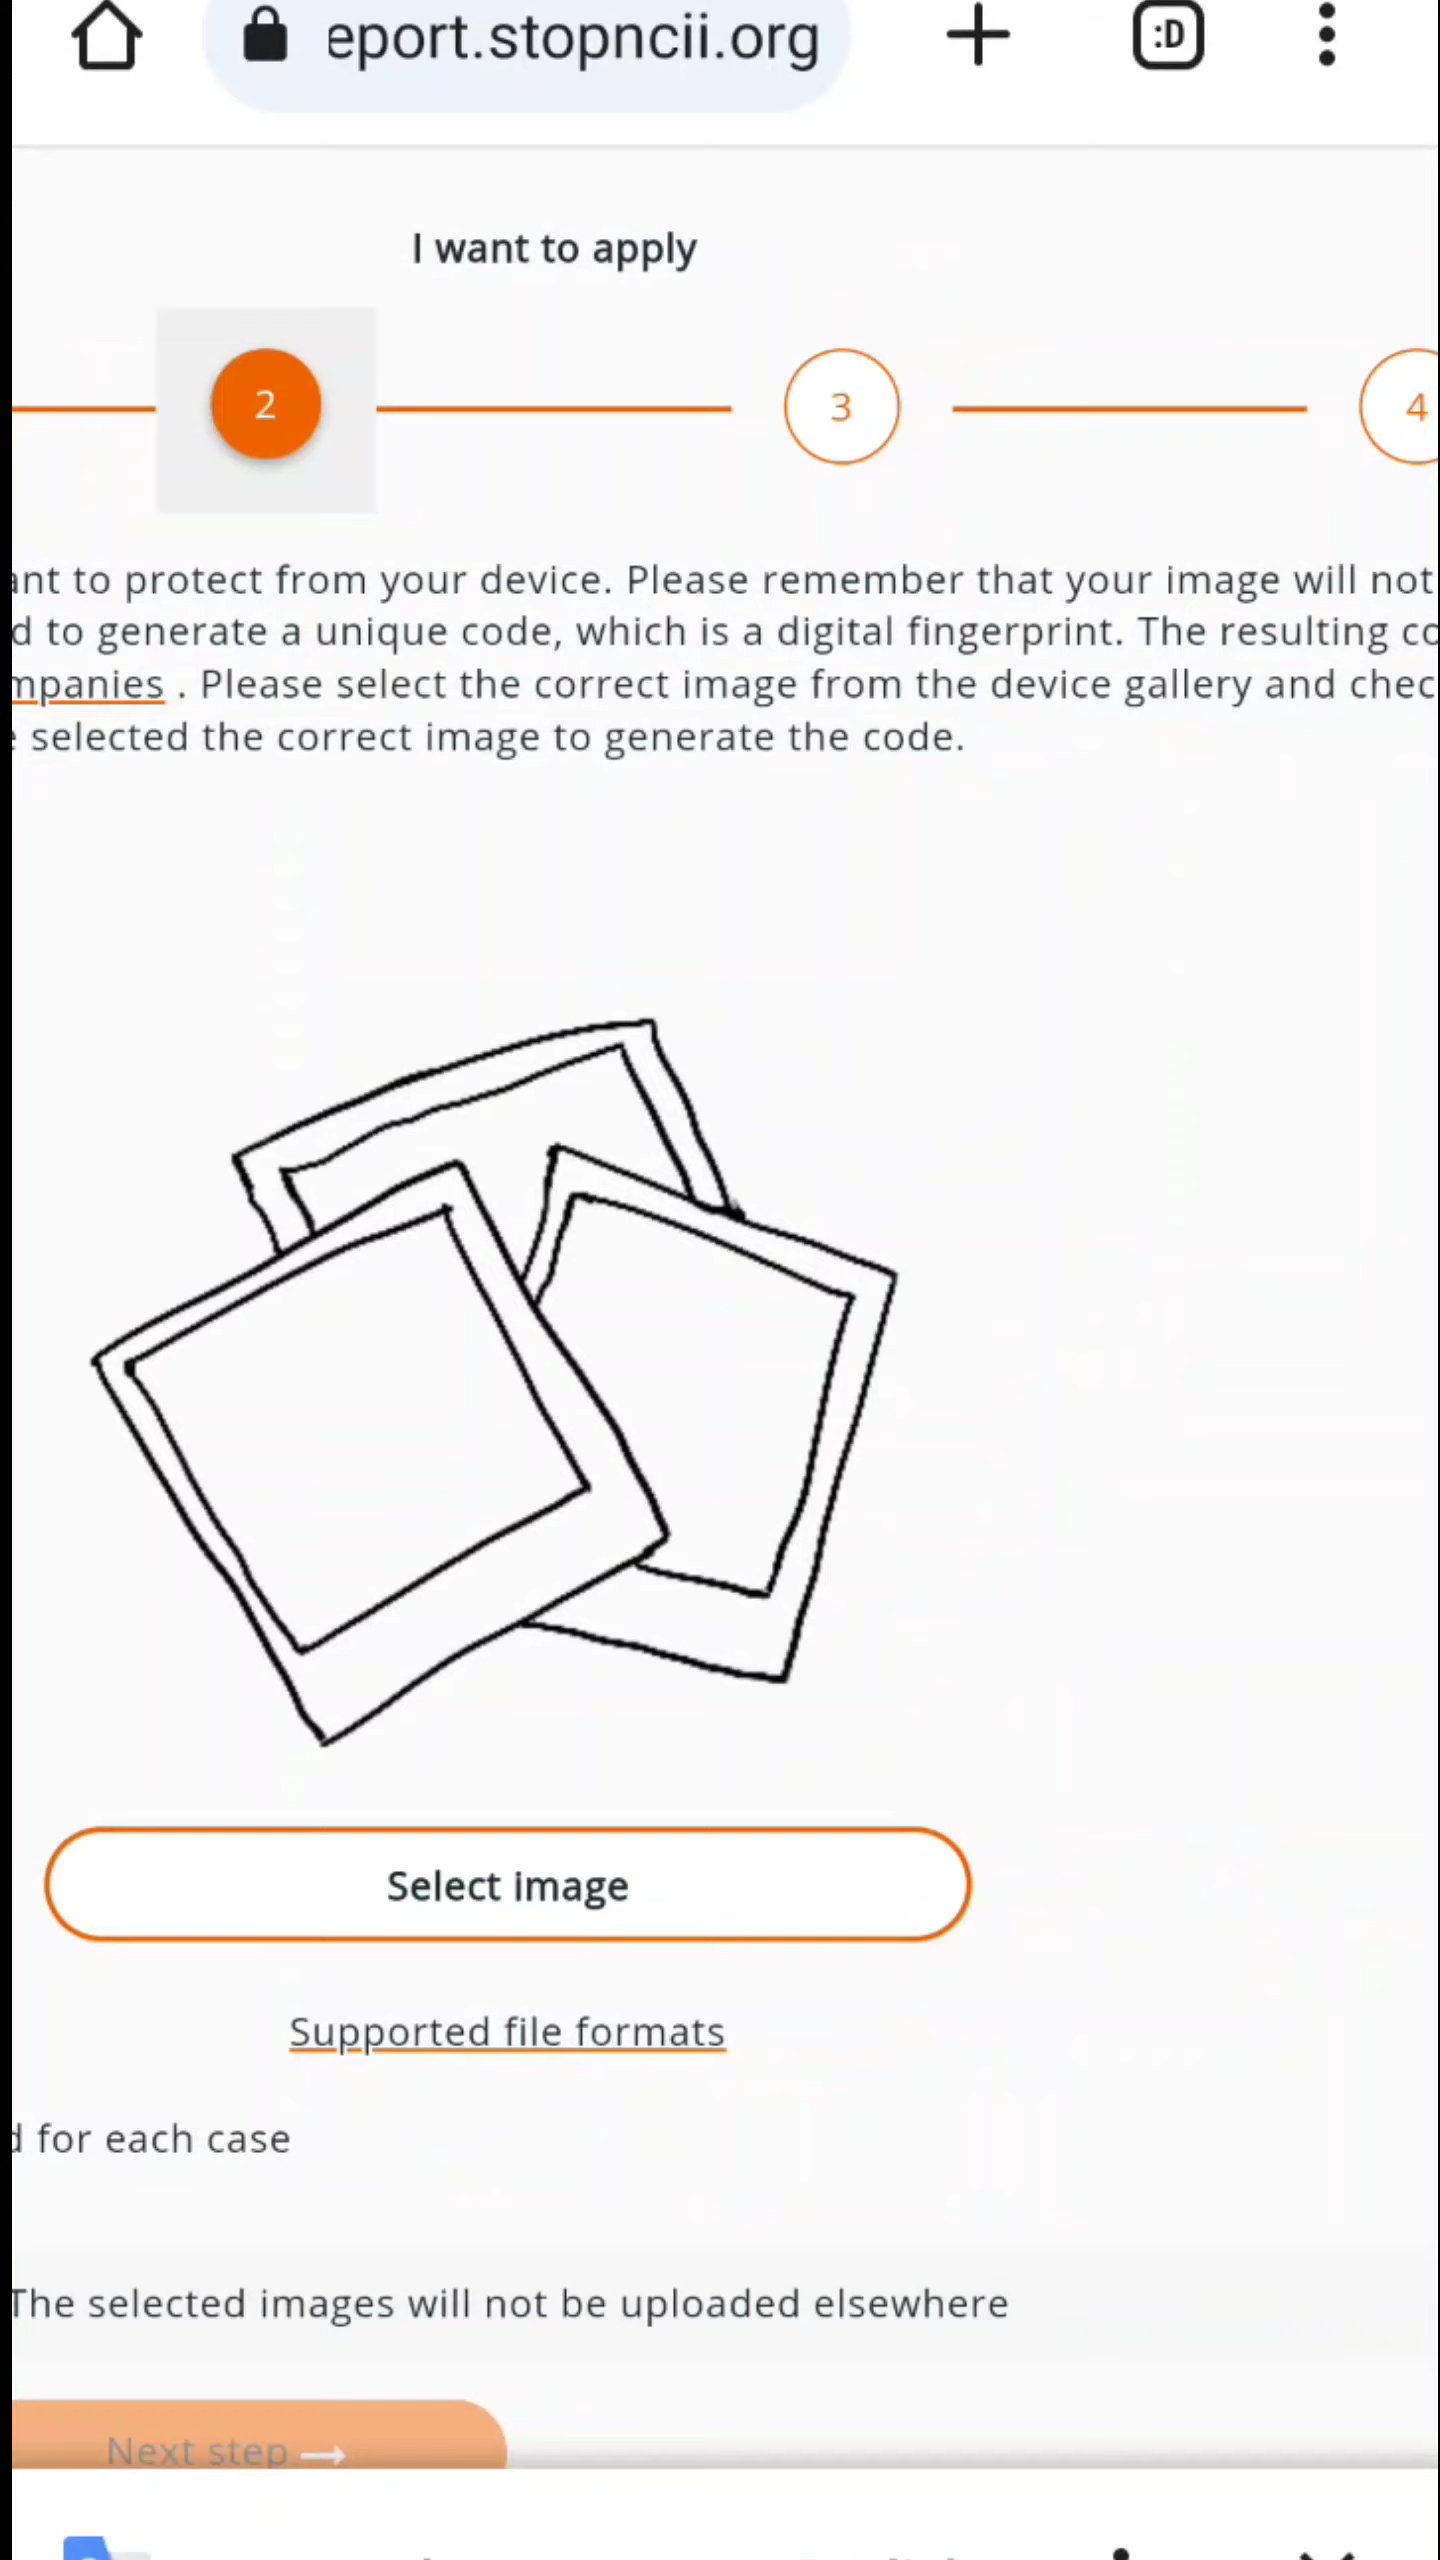 eport.stopncii.org
:D
I want to apply
2
3
4
ant to protect from your device. Please remember that your image will not
d to generate a unique code, which is a digital fingerprint. The resulting co
mpanies . Please select the correct image from the device gallery and chec
selected the correct image to generate the code.
Select image
Supported file formats
d for each case
The selected images will not be uploaded elsewhere
Next step →